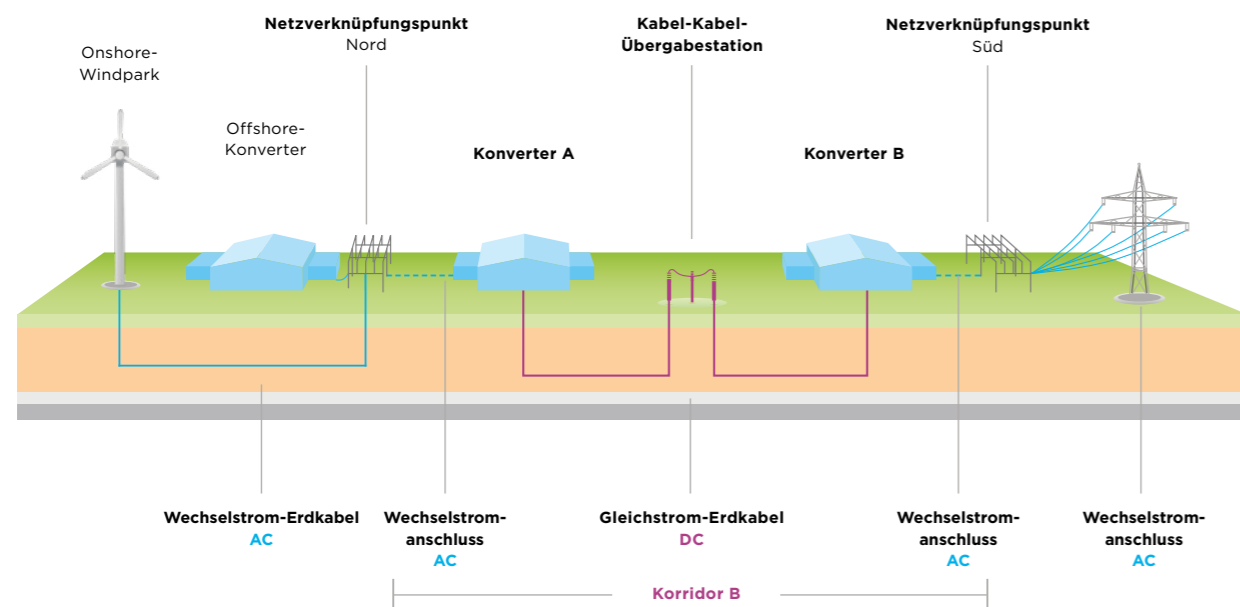 Netzverknüpfungspunkt
Nord
Kabel-Kabel-
Übergabestation
Netzverknüpfungspunkt
Süd
Onshore-
Windpark
Offshore-
Konverter
Konverter A
Konverter B
Wechselstrom-Erdkabel
AC
Wechselstrom-
anschluss
AC
Gleichstrom-Erdkabel
DC
Wechselstrom-
anschluss
AC
Wechselstrom-
anschluss
AC
Korridor B